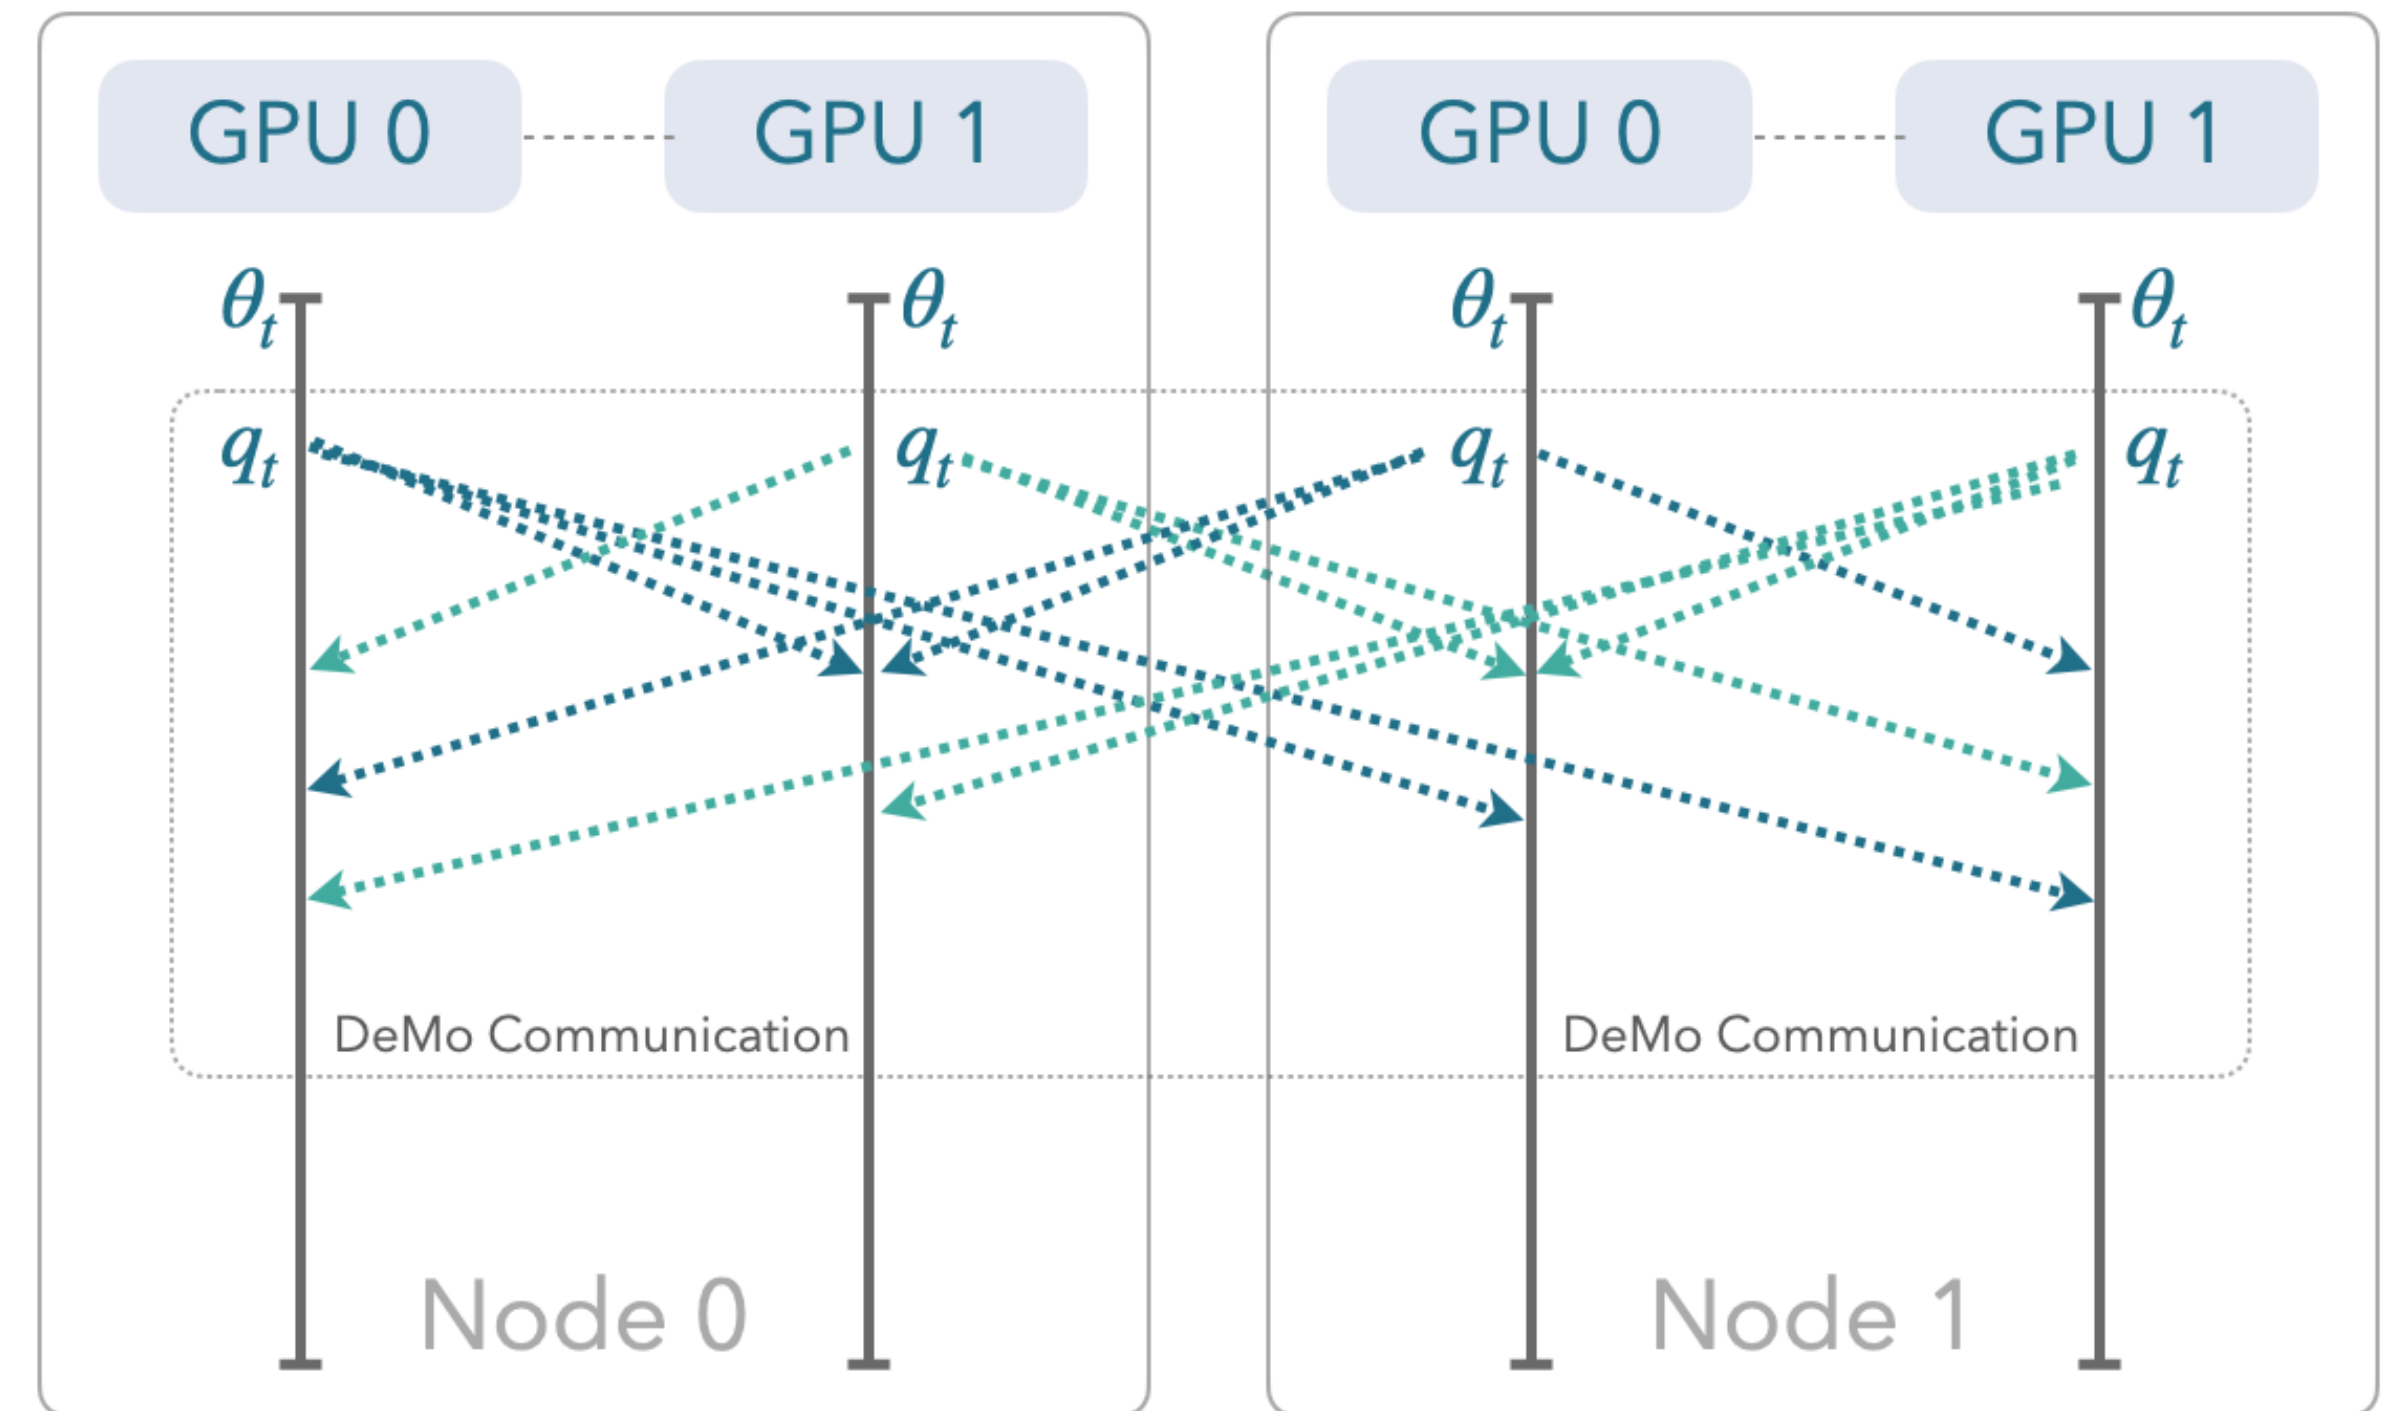 GPU 0 GPU 1 GPU 0 GPU 1
θt θt θt θt
qt qt qt qt
DeMo Communication DeMo Communication
Node 0 Node 1